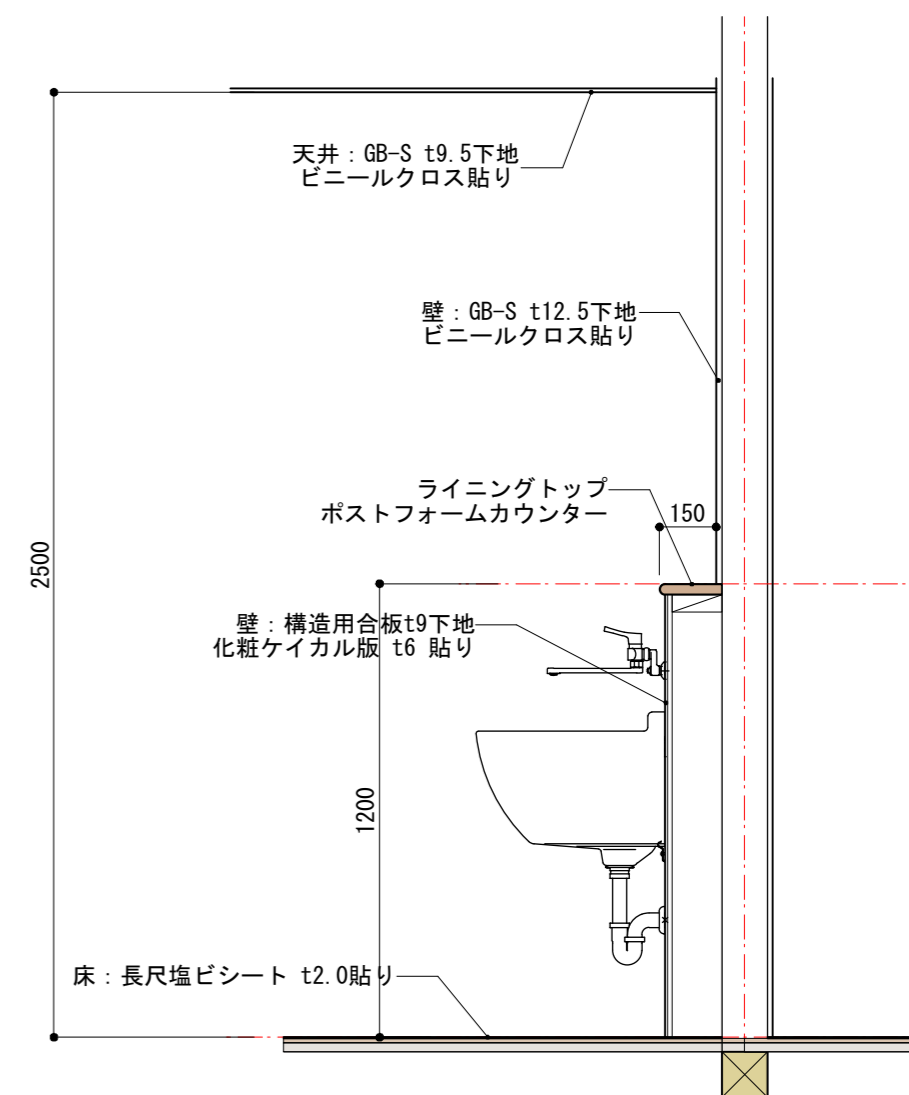 天井：GB-S t9.5下地
ビニールクロス貼り
壁：GB-S t12.5下地
ビニールクロス貼り
ライニングトップ
ポストフォームカウンター
150
2500
壁：構造用合板t9下地
化粧ケイカル版 t6 貼り
1200
床：長尺塩ビシート t2.0貼り